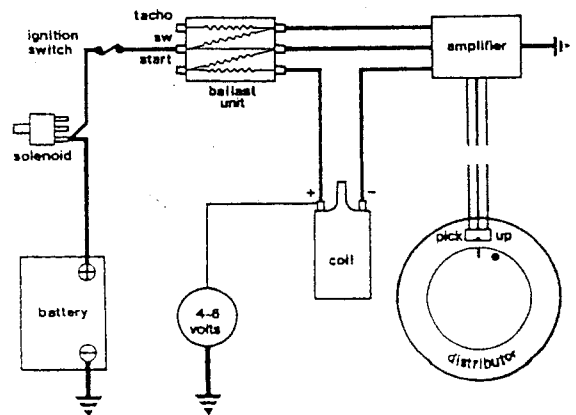 tacho
ignition
switch
sw
start
ballast
unit
amplifier
solenoid
battery
+
−
coil
4-6
volts
pick up
distributor